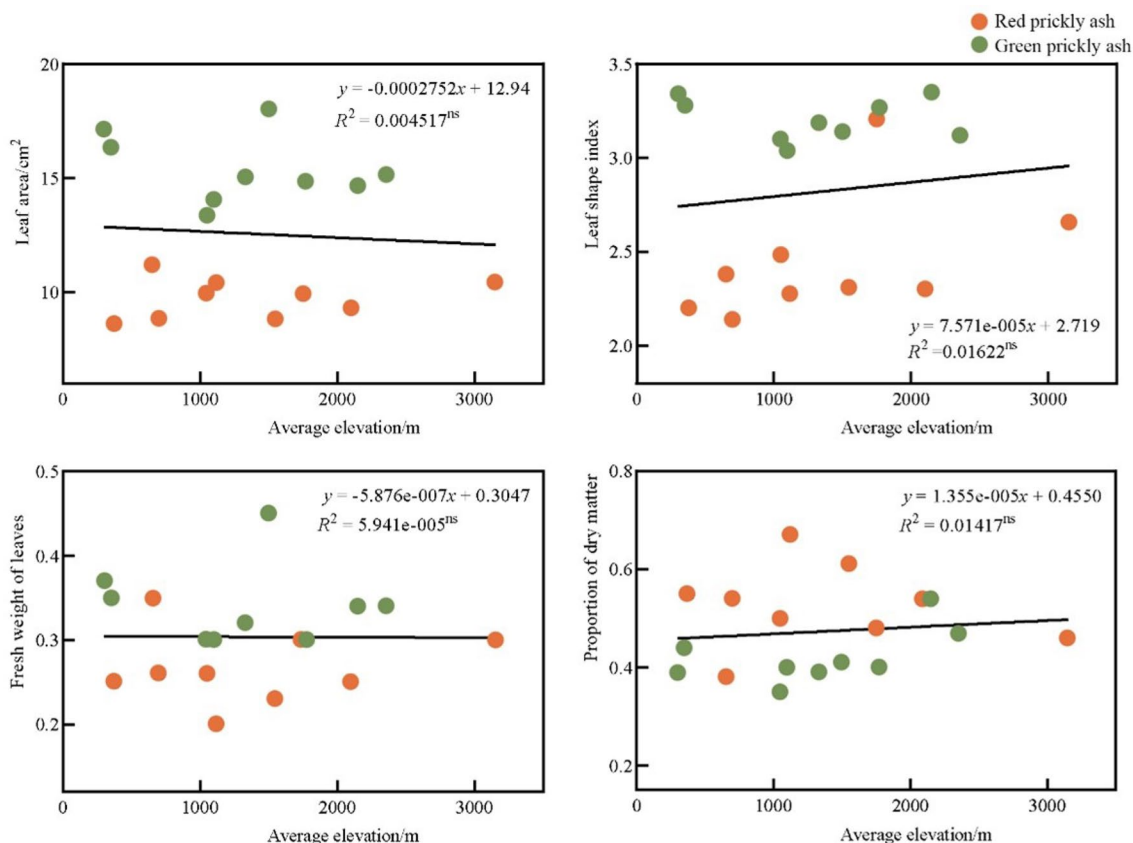 Red prickly ash
Green prickly ash
20
15
10
Leaf area/cm²
y = -0.0002752x + 12.94
R² = 0.004517ns
0 1000 2000 3000
Average elevation/m
3.5
3.0
2.5
2.0
Leaf shape index
y = 7.571e-005x + 2.719
R² =0.01622ns
0 1000 2000 3000
Average elevation/m
0.5
0.4
0.3
0.2
Fresh weight of leaves
y = -5.876e-007x + 0.3047
R² = 5.941e-005ns
0 1000 2000 3000
Average elevation/m
0.8
0.6
0.4
0.2
Proportion of dry matter
y = 1.355e-005x + 0.4550
R² = 0.01417ns
0 1000 2000 3000
Average elevation/m